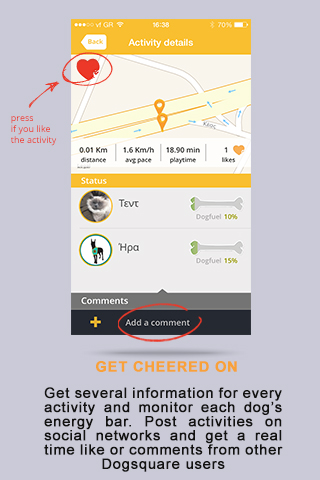 vf GR 16:38 70%
Back Activity details
press
if you like
the activity
0.01 Km 1.6 Km/h 18.90 min 1
distance avg pace playtime likes
Status
Τεντ
Dogfuel 10%
Ήρα
Dogfuel 15%
Comments
+ Add a comment
GET CHEERED ON
Get several information for every
activity and monitor each dog's
energy bar. Post activities on
social networks and get a real
time like or comments from other
Dogsquare users